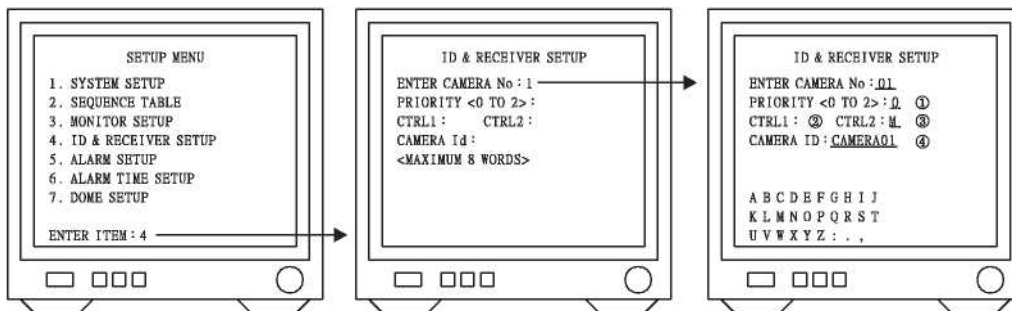 SETUP MENU
1. SYSTEM SETUP
2. SEQUENCE TABLE
3. MONITOR SETUP
4. ID & RECEIVER SETUP
5. ALARM SETUP
6. ALARM TIME SETUP
7. DOME SETUP
ENTER ITEM : 4
ID & RECEIVER SETUP
ENTER CAMERA No : 1
PRIORITY <0 TO 2> :
CTRL1 : CTRL2 :
CAMERA Id :
<MAXIMUM 8 WORDS>
ID & RECEIVER SETUP
ENTER CAMERA No : 01
PRIORITY <0 TO 2> : 0 ①
CTRL1 : ② CTRL2 : M ③
CAMERA ID : CAMERA01 ④
A B C D E F G H I J
K L M N O P Q R S T
U V W X Y Z : . ,